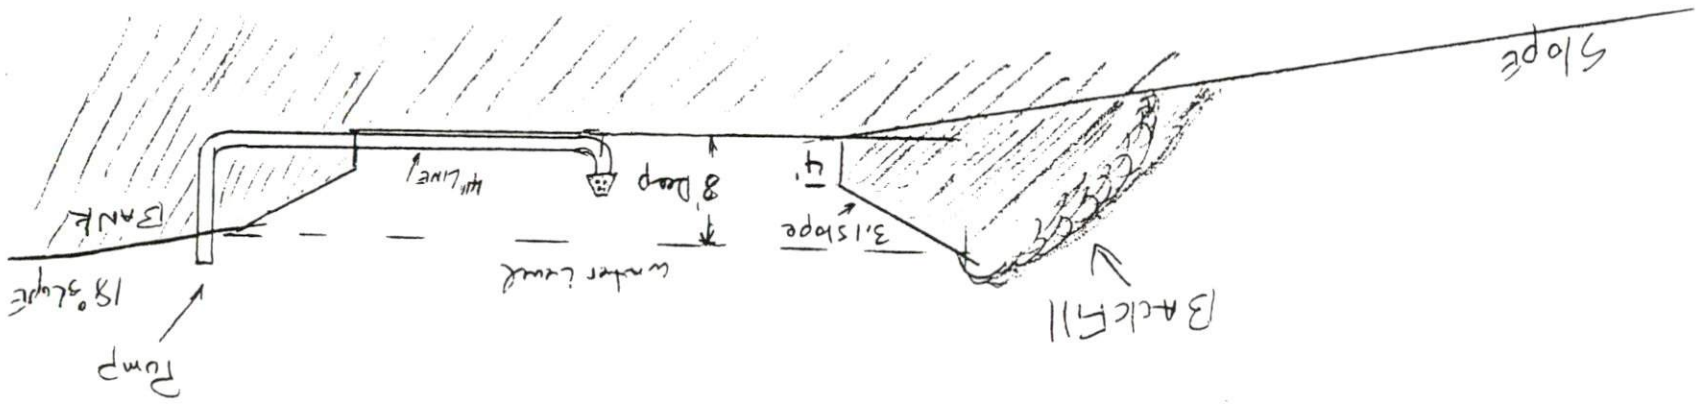 Pump
BACKFill
18° SLOPE
water Level
3.1 slope
BANK
8' Deep
4" LINE
4'
SlopE